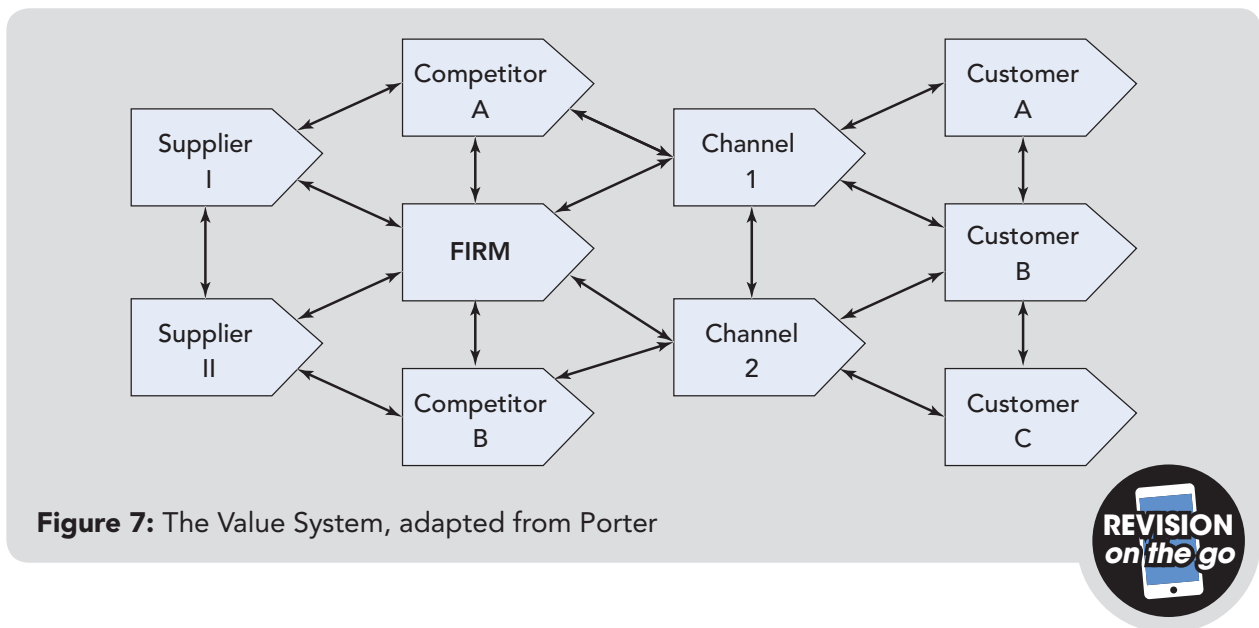 Competitor
A
Customer
A
Supplier
I
Channel
1
FIRM
Customer
B
Supplier
II
Channel
2
Competitor
B
Customer
C
Figure 7: The Value System, adapted from Porter
REVISION
on the go